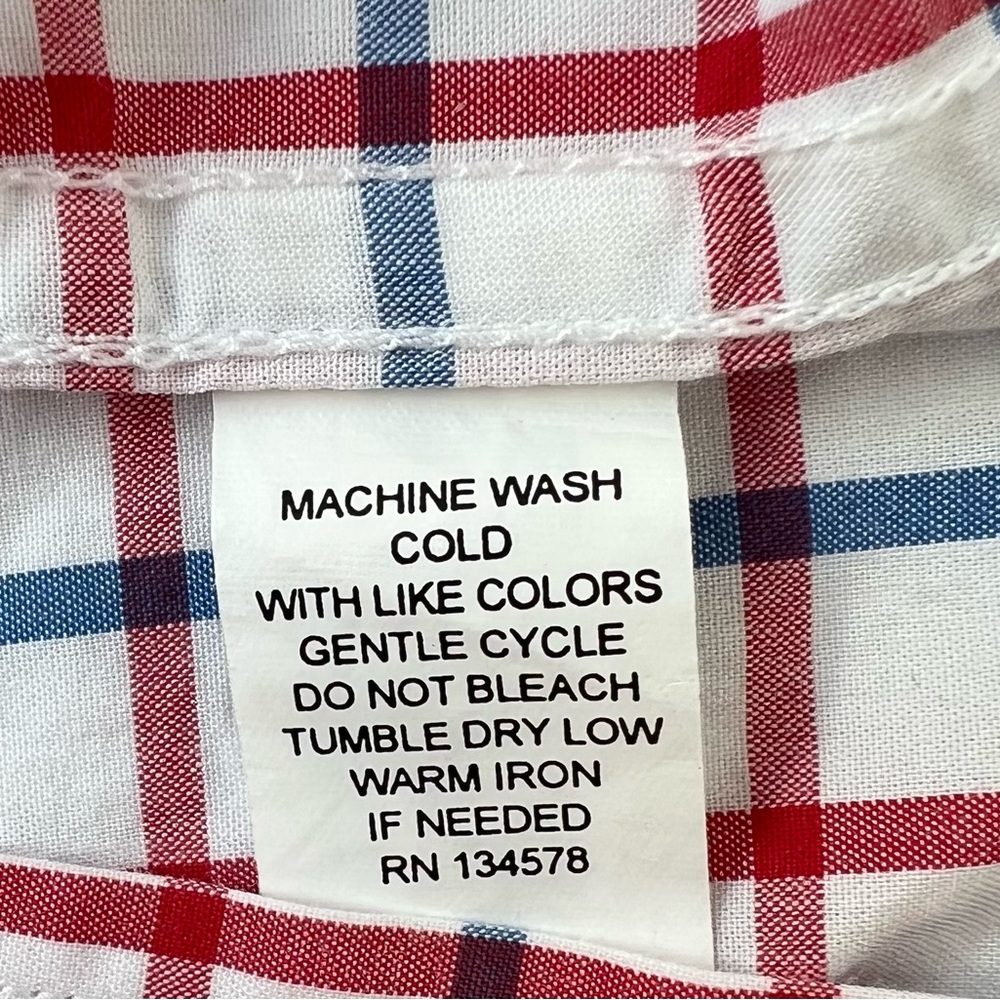 MACHINE WASH
COLD
WITH LIKE COLORS
GENTLE CYCLE
DO NOT BLEACH
TUMBLE DRY LOW
WARM IRON
IF NEEDED
RN 134578